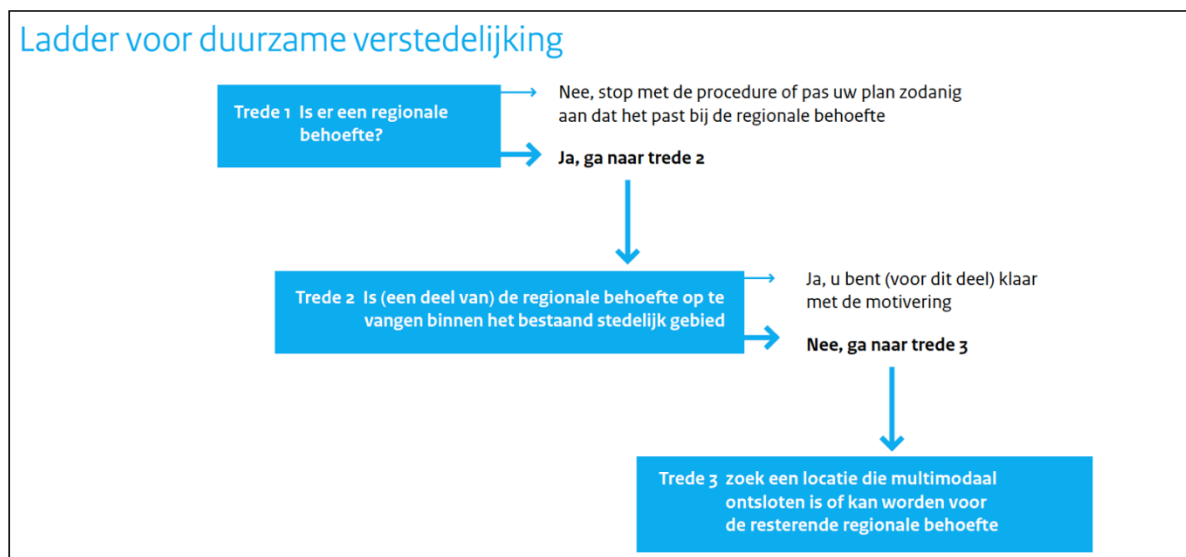 Ladder voor duurzame verstedelijking
Trede 1 Is er een regionale
behoefte?
Nee, stop met de procedure of pas uw plan zodanig
aan dat het past bij de regionale behoefte
Ja, ga naar trede 2
Trede 2 Is (een deel van) de regionale behoefte op te
vangen binnen het bestaand stedelijk gebied
Ja, u bent (voor dit deel) klaar
met de motivering
Nee, ga naar trede 3
Trede 3 zoek een locatie die multimodaal
ontsloten is of kan worden voor
de resterende regionale behoefte